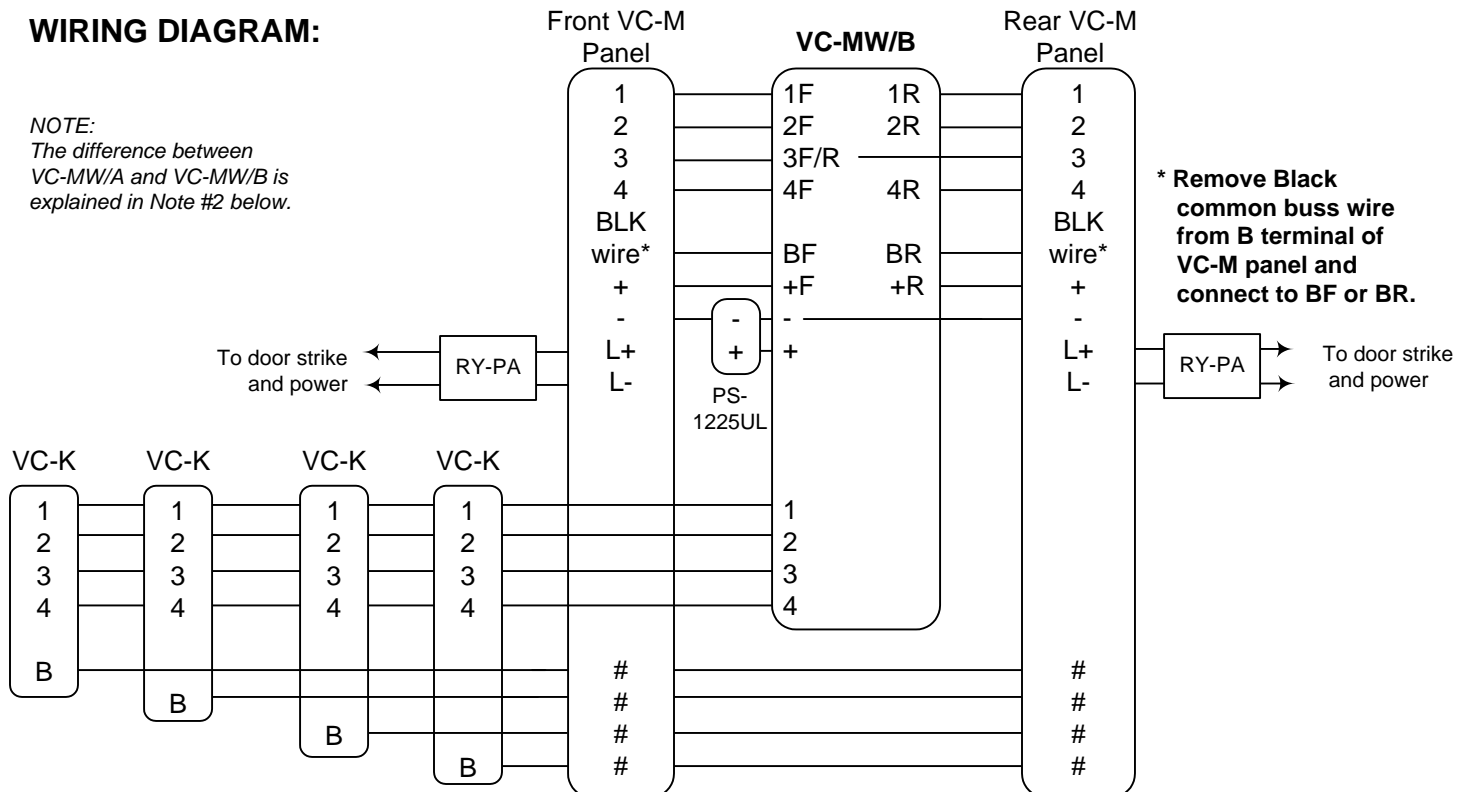 WIRING DIAGRAM:
NOTE:
The difference between
VC-MW/A and VC-MW/B is
explained in Note #2 below.
Front VC-M
Panel
1
2
3
4
BLK
wire*
+
-
L+
L-
#
#
#
#
VC-MW/B
1F 1R
2F 2R
3F/R
4F 4R
BF BR
+F +R
-
+
1
2
3
4
-
+
PS-
1225UL
Rear VC-M
Panel
1
2
3
4
BLK
wire*
+
-
L+
L-
#
#
#
#
* Remove Black
common buss wire
from B terminal of
VC-M panel and
connect to BF or BR.
To door strike
and power
RY-PA
RY-PA
To door strike
and power
VC-K
1
2
3
4
B
VC-K
1
2
3
4
B
VC-K
1
2
3
4
B
VC-K
1
2
3
4
B